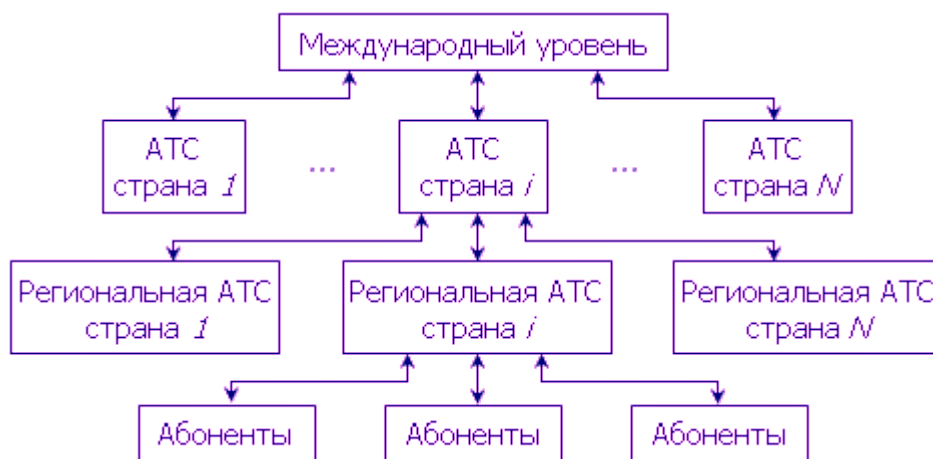 Международный уровень
АТС
страна 1
...
АТС
страна i
...
АТС
страна N
Региональная АТС
страна 1
Региональная АТС
страна i
Региональная АТС
страна N
Абоненты
Абоненты
Абоненты